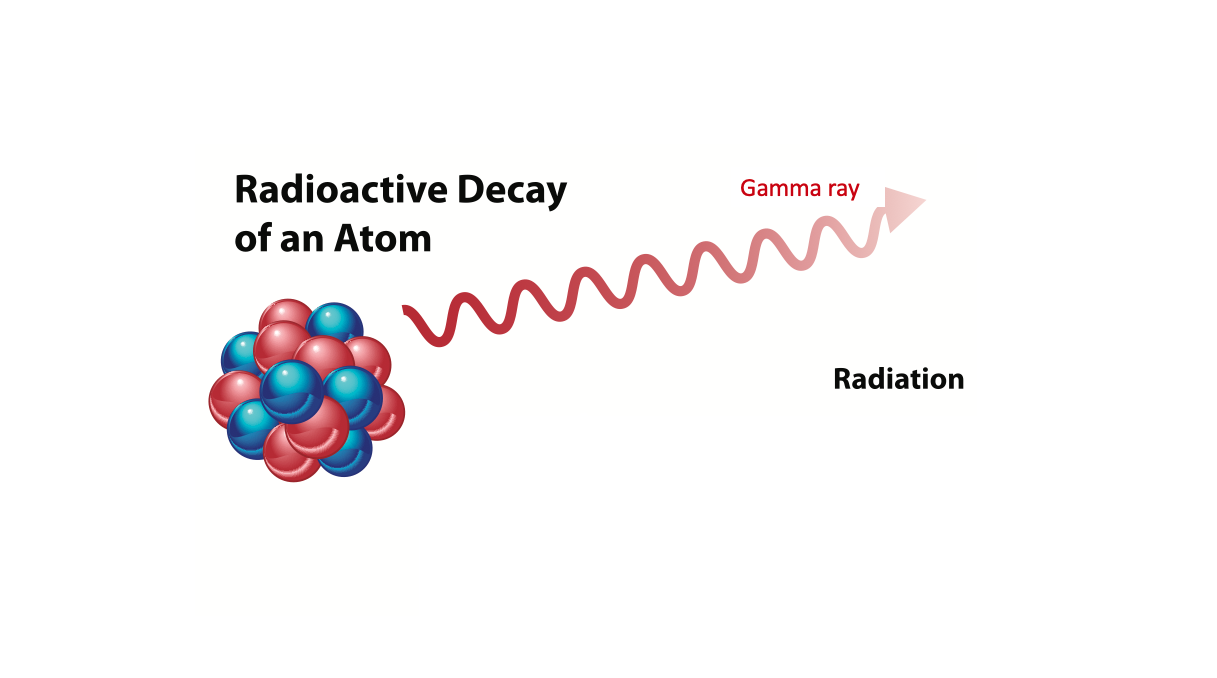 Radioactive Decay
of an Atom
Gamma ray
Radiation